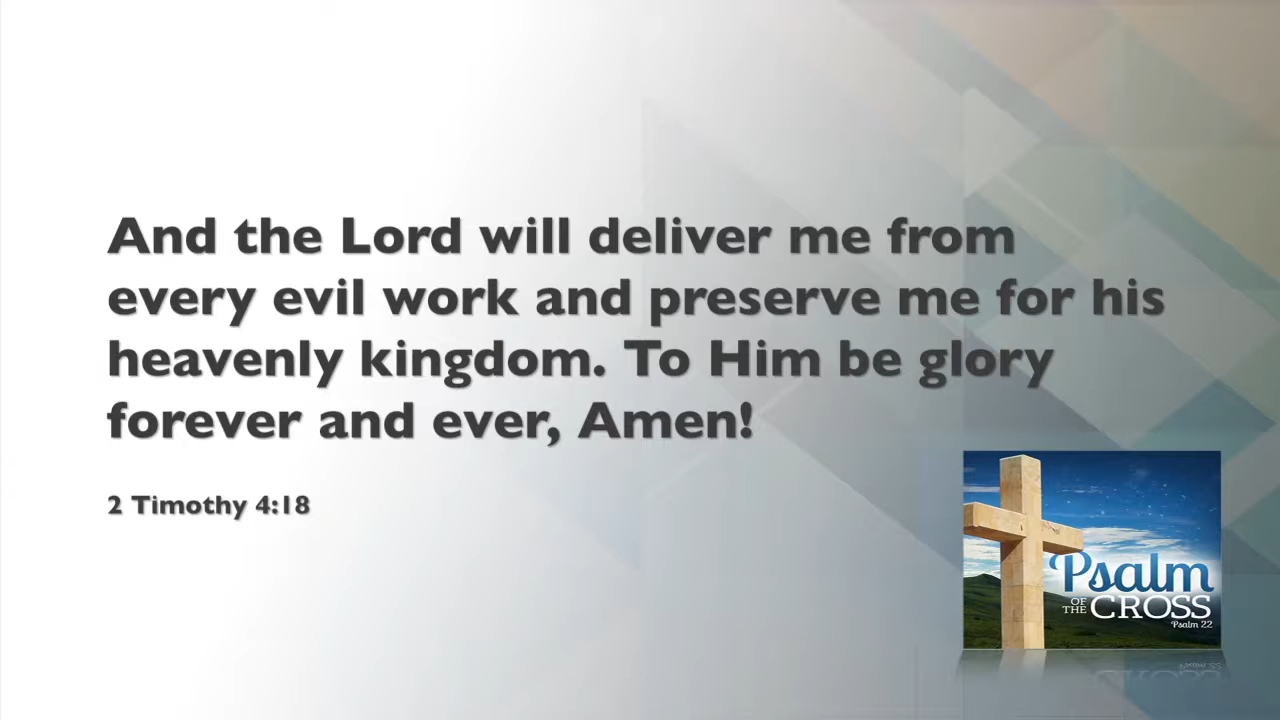 And the Lord will deliver me from
every evil work and preserve me for his
heavenly kingdom. To Him be glory
forever and ever, Amen!
2 Timothy 4:18
Psalm
OF THE CROSS
Psalm 22